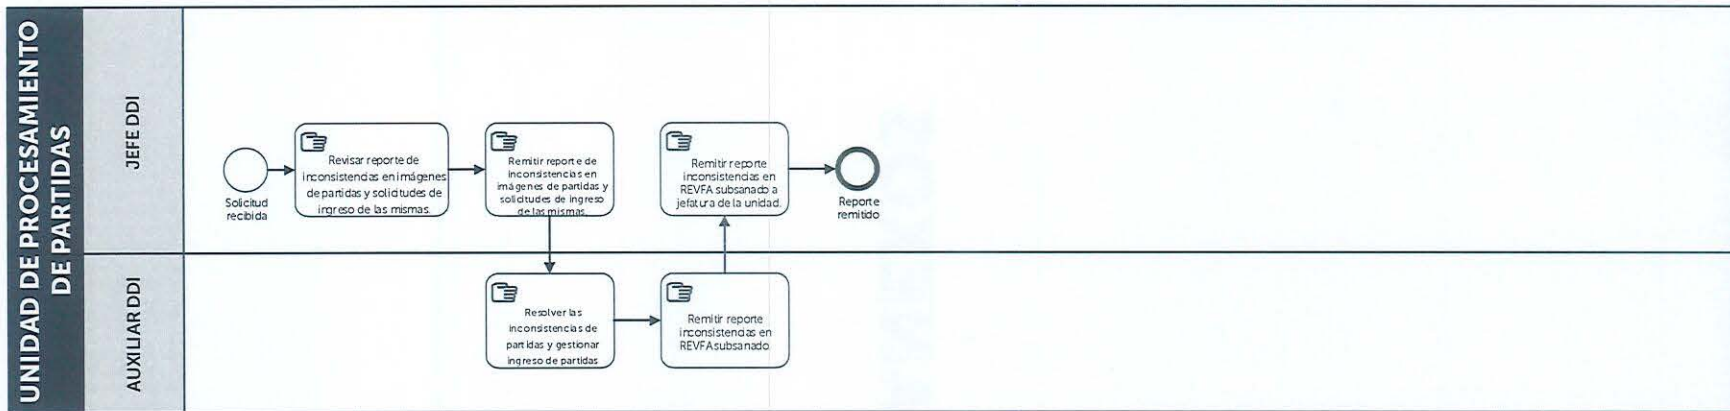 UNIDAD DE PROCESAMIENTO
DE PARTIDAS
JEFE DDI
Solicitud
recibida
Revisar reporte de
inconsistencias en imágenes
de partidas y solicitudes de
ingreso de las mismas.
Remitir reporte de
inconsistencias en
imágenes de partidas y
solicitudes de ingreso
de las mismas.
Remitir reporte
inconsistencias en
REVFA subsanado a
jefatura de la unidad.
Reporte
remitido
AUXILIAR DDI
Resolver las
inconsistencias de
partidas y gestionar
ingreso de partidas
Remitir reporte
inconsistencias en
REVFA subsanado.